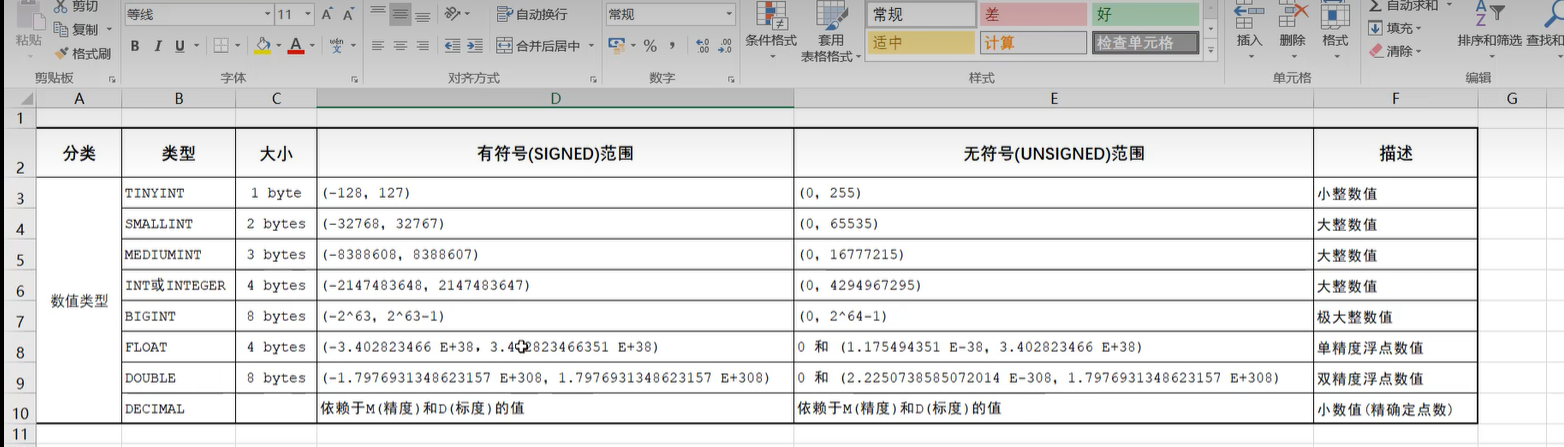 剪切
等线 11 A A
自动换行
常规
常规 差 好
自动求和
粘贴
复制
格式刷
B I U A
合并后居中
% , .00
条件格式
套用
表格格式
适中 计算 检查单元格
插入 删除 格式
填充
清除
排序和筛选 查找和
剪贴板 字体 对齐方式 数字 样式 单元格 编辑
A B C D E F G
1
2 分类 类型 大小 有符号(SIGNED)范围 无符号(UNSIGNED)范围 描述
3 TINYINT 1 byte (-128, 127) (0, 255) 小整数值
4 SMALLINT 2 bytes (-32768, 32767) (0, 65535) 大整数值
5 MEDIUMINT 3 bytes (-8388608, 8388607) (0, 16777215) 大整数值
6 数值类型 INT或INTEGER 4 bytes (-2147483648, 2147483647) (0, 4294967295) 大整数值
7 BIGINT 8 bytes (-2^63, 2^63-1) (0, 2^64-1) 极大整数值
8 FLOAT 4 bytes (-3.402823466 E+38, 3.402823466351 E+38) 0 和 (1.175494351 E-38, 3.402823466 E+38) 单精度浮点数值
9 DOUBLE 8 bytes (-1.7976931348623157 E+308, 1.7976931348623157 E+308) 0 和 (2.2250738585072014 E-308, 1.7976931348623157 E+308) 双精度浮点数值
10 DECIMAL 依赖于M(精度)和D(标度)的值 依赖于M(精度)和D(标度)的值 小数值(精确定点数)
11